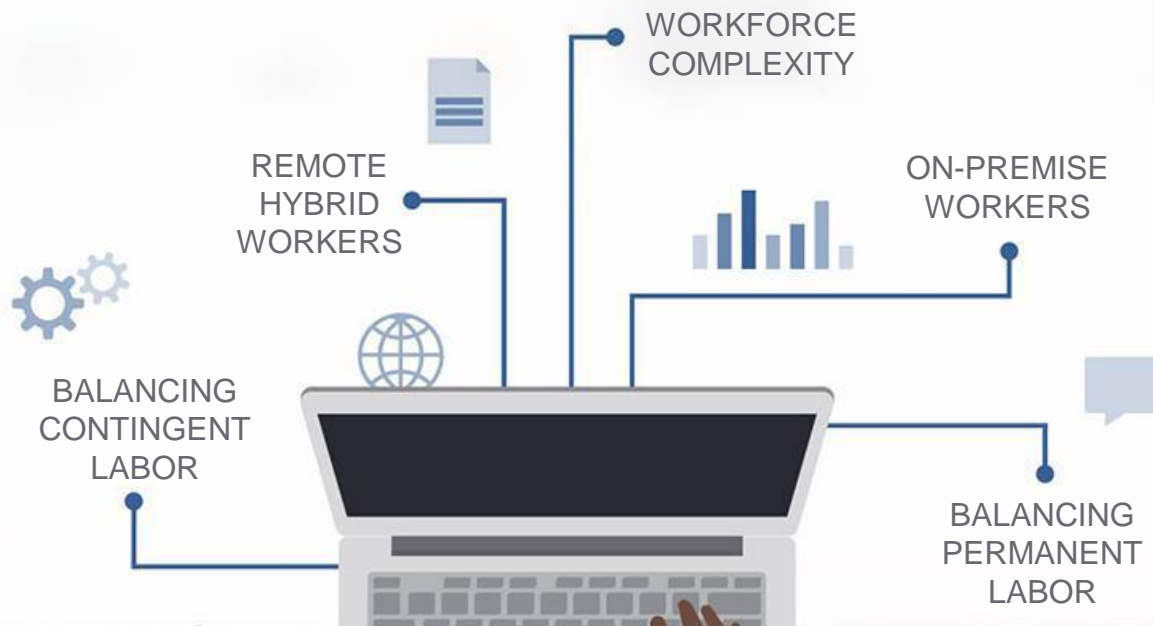 WORKFORCE
COMPLEXITY
REMOTE
HYBRID
WORKERS
ON-PREMISE
WORKERS
BALANCING
CONTINGENT
LABOR
BALANCING
PERMANENT
LABOR